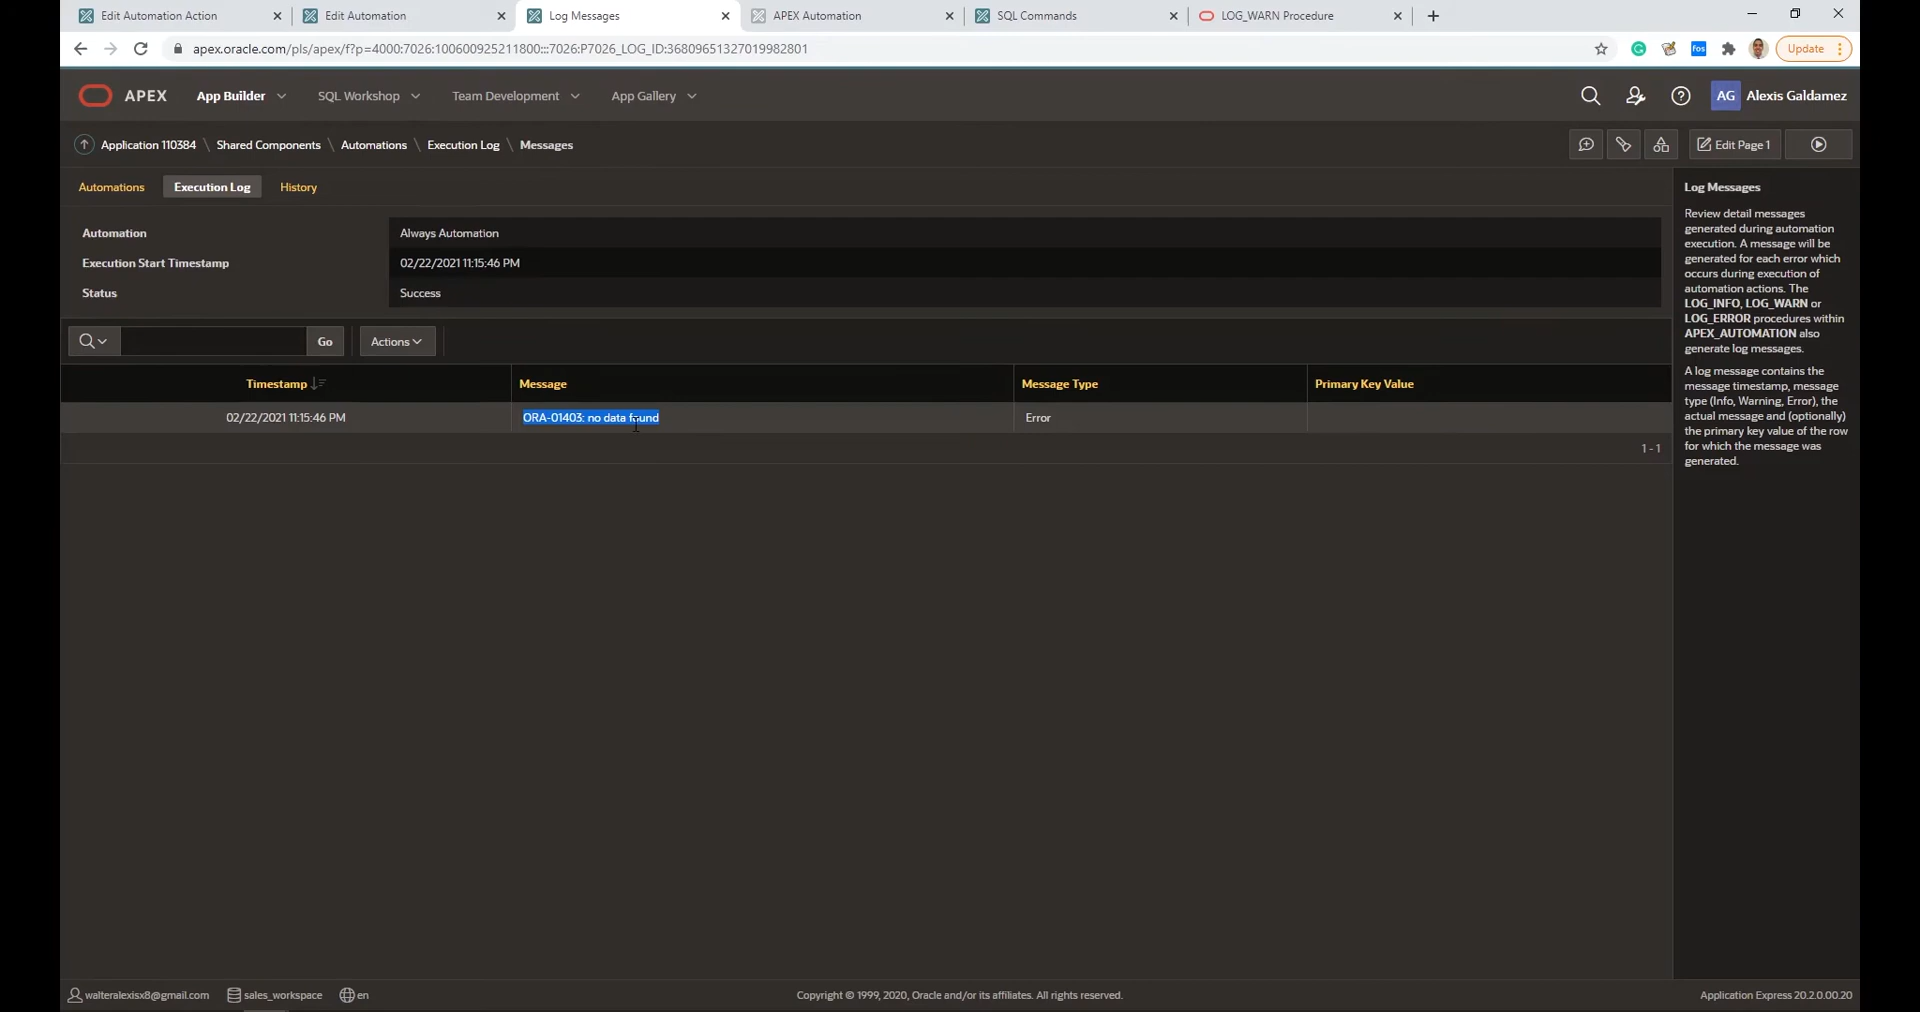 Edit Automation Action
Edit Automation
Log Messages
APEX Automation
SQL Commands
LOG_WARN Procedure
apex.oracle.com/pls/apex/f?p=4000:7026:100600925211800:::7026:P7026_LOG_ID:36809651327019982801
fos
Update
APEX
App Builder
SQL Workshop
Team Development
App Gallery
AG
Alexis Galdamez
Application 110384 \ Shared Components \ Automations \ Execution Log \ Messages
Edit Page 1
Automations
Execution Log
History
Automation
Always Automation
Execution Start Timestamp
02/22/2021 11:15:46 PM
Status
Success
Go
Actions
Timestamp
Message
Message Type
Primary Key Value
02/22/2021 11:15:46 PM
ORA-01403: no data found
Error
1 - 1
Log Messages
Review detail messages
generated during automation
execution. A message will be
generated for each error which
occurs during execution of
automation actions. The
LOG_INFO, LOG_WARN or
LOG_ERROR procedures within
APEX_AUTOMATION also
generate log messages.
A log message contains the
message timestamp, message
type (Info, Warning, Error), the
actual message and (optionally)
the primary key value of the row
for which the message was
generated.
walteralexisx8@gmail.com
sales_workspace
en
Copyright © 1999, 2020, Oracle and/or its affiliates. All rights reserved.
Application Express 20.2.0.00.20